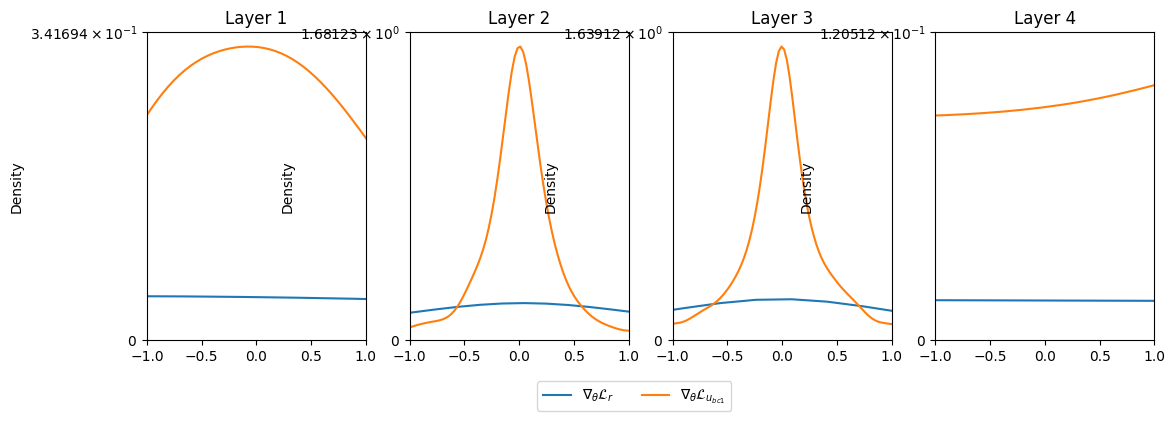 Layer 1 Layer 2 Layer 3 Layer 4
3.41694 × 10⁻¹ 1.68123 × 10⁰ 1.63912 × 10⁰ 1.20512 × 10⁻¹
Density Density Density Density
0 0 0 0
−1.0 −0.5 0.0 0.5 1.0 −1.0 −0.5 0.0 0.5 1.0 −1.0 −0.5 0.0 0.5 1.0 −1.0 −0.5 0.0 0.5 1.0
∇θℒr ∇θℒu_bc1